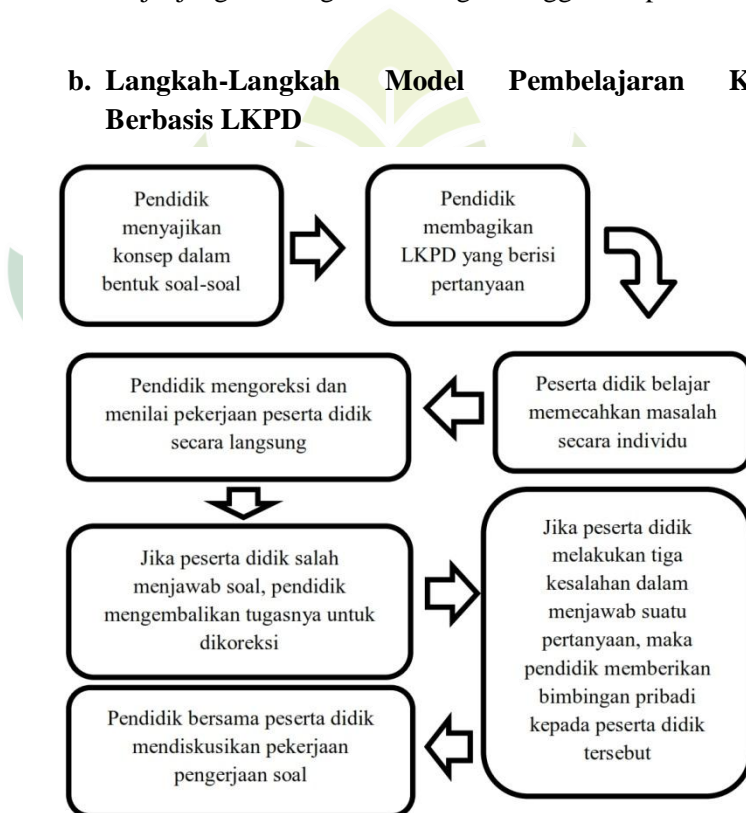 b. Langkah-Langkah Model Pembelajaran K
Berbasis LKPD
Pendidik
menyajikan
konsep dalam
bentuk soal-soal
Pendidik
membagikan
LKPD yang berisi
pertanyaan
Peserta didik belajar
memecahkan masalah
secara individu
Pendidik mengoreksi dan
menilai pekerjaan peserta didik
secara langsung
Jika peserta didik salah
menjawab soal, pendidik
mengembalikan tugasnya untuk
dikoreksi
Jika peserta didik
melakukan tiga
kesalahan dalam
menjawab suatu
pertanyaan, maka
pendidik memberikan
bimbingan pribadi
kepada peserta didik
tersebut
Pendidik bersama peserta didik
mendiskusikan pekerjaan
pengerjaan soal